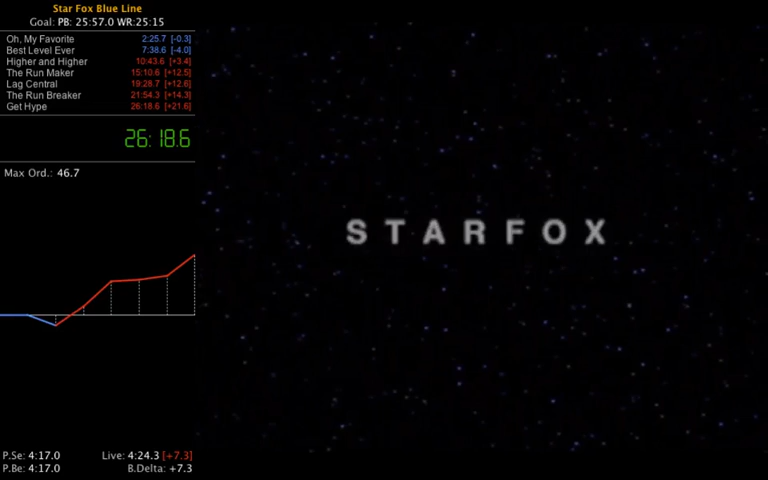 Star Fox Blue Line
Goal: PB: 25:57.0 WR:25:15
Oh, My Favorite 2:25.7 [-0.3]
Best Level Ever 7:38.6 [-4.0]
Higher and Higher 10:43.6 [+3.4]
The Run Maker 15:10.6 [+12.5]
Lag Central 19:28.7 [+12.6]
The Run Breaker 21:54.3 [+14.3]
Get Hype 26:18.6 [+21.6]
26:18.6
Max Ord.: 46.7
STARFOX
P.Se: 4:17.0 Live: 4:24.3 [+7.3]
P.Be: 4:17.0 B.Delta: +7.3